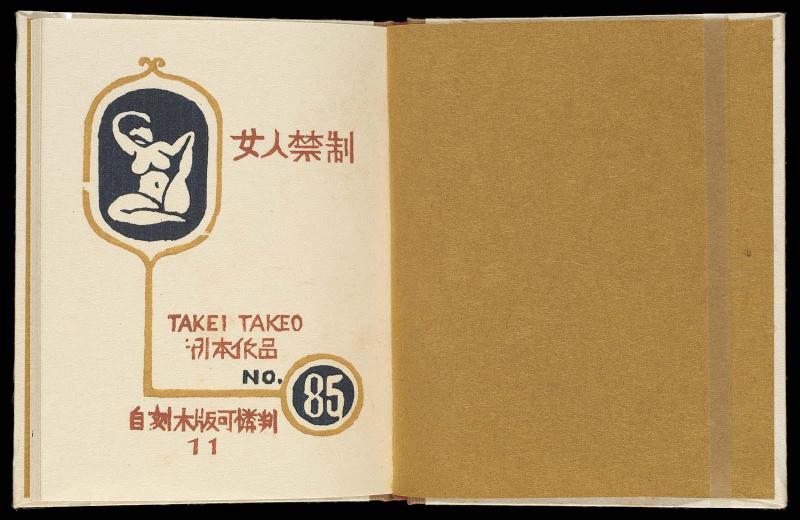 女人禁制
TAKEI TAKEO
刊本作品
NO. 85
自刻木版可憐判
11